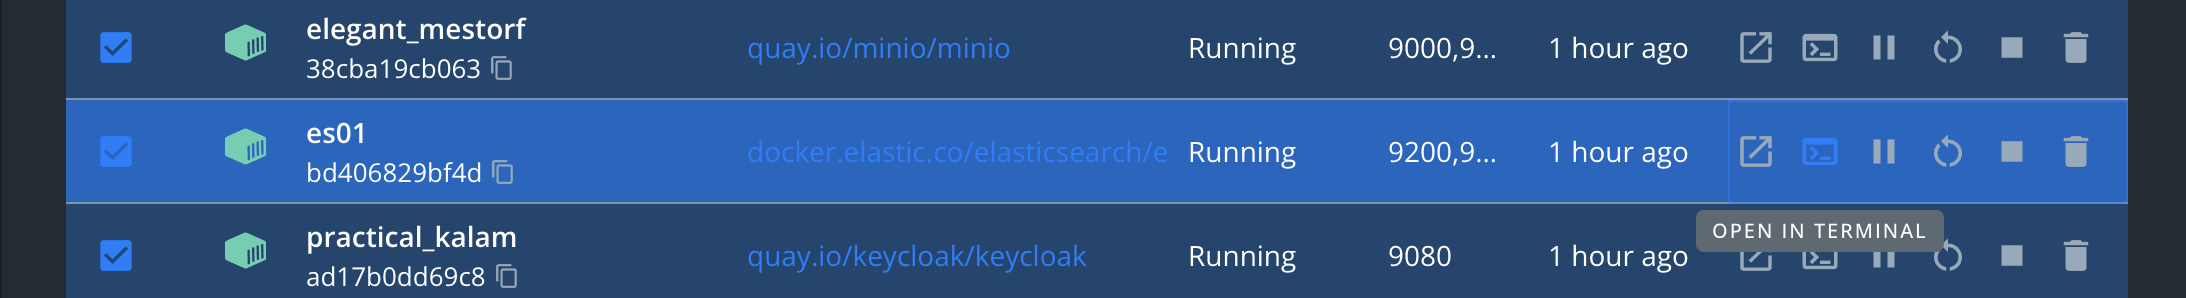 elegant_mestorf
38cba19cb063
quay.io/minio/minio
Running
9000,9...
1 hour ago
es01
bd406829bf4d
docker.elastic.co/elasticsearch/e
Running
9200,9...
1 hour ago
OPEN IN TERMINAL
practical_kalam
ad17b0dd69c8
quay.io/keycloak/keycloak
Running
9080
1 hour ago